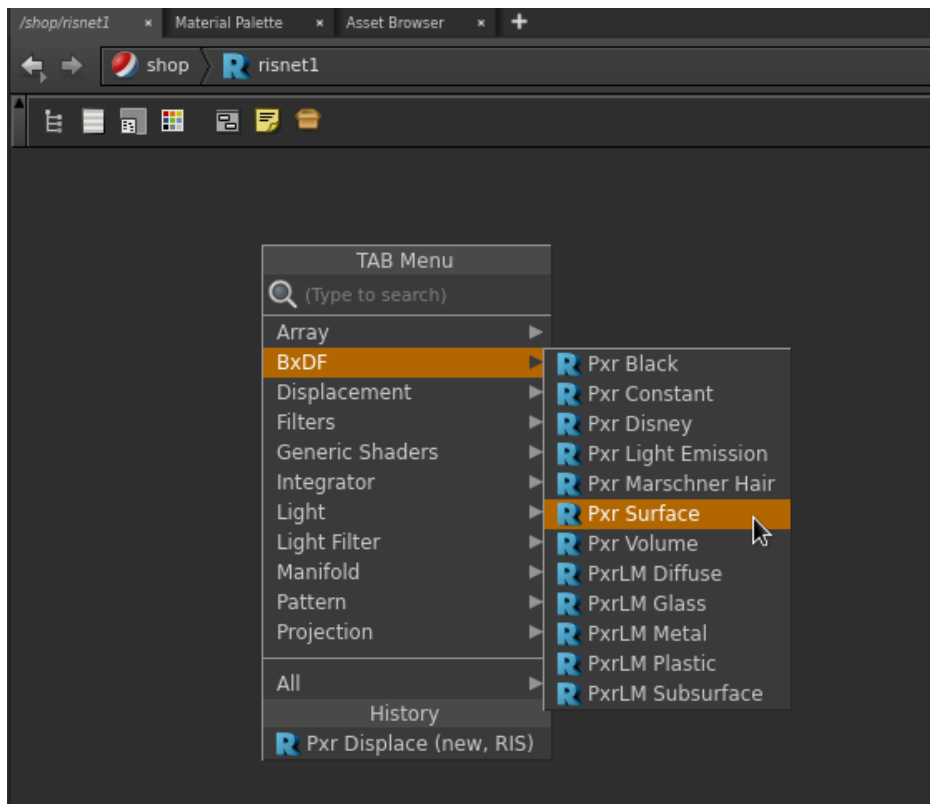 /shop/risnet1 × Material Palette × Asset Browser × +
shop risnet1
TAB Menu
(Type to search)
Array
BxDF
Displacement
Filters
Generic Shaders
Integrator
Light
Light Filter
Manifold
Pattern
Projection
All
History
Pxr Displace (new, RIS)
Pxr Black
Pxr Constant
Pxr Disney
Pxr Light Emission
Pxr Marschner Hair
Pxr Surface
Pxr Volume
PxrLM Diffuse
PxrLM Glass
PxrLM Metal
PxrLM Plastic
PxrLM Subsurface